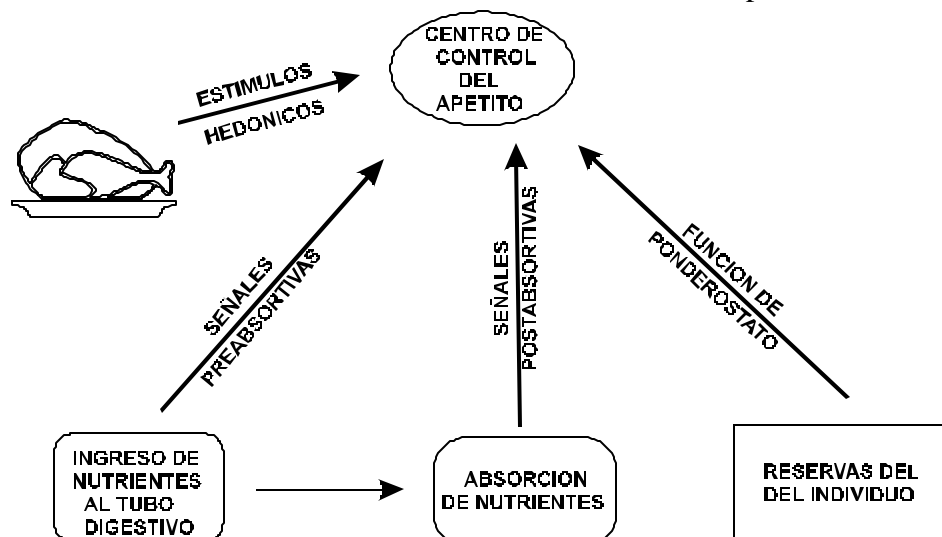 CENTRO DE
CONTROL
DEL
APETITO
ESTIMULOS
HEDONICOS
SEÑALES
PREABSORTIVAS
SEÑALES
POSTABSORTIVAS
FUNCION DE
PONDEROSTATO
INGRESO DE
NUTRIENTES
AL TUBO
DIGESTIVO
ABSORCION
DE NUTRIENTES
RESERVAS DEL
DEL INDIVIDUO